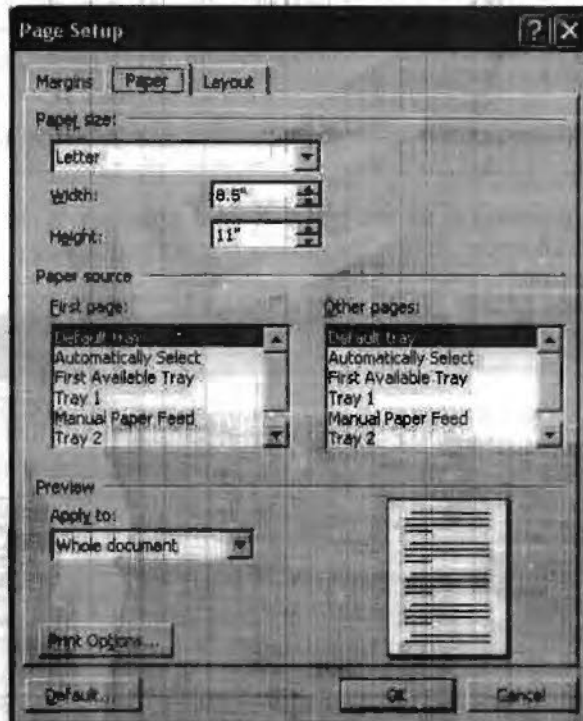 Page Setup
Margins Paper Layout
Paper size:
Letter
Width: 8.5"
Height: 11"
Paper source
First page:
Default tray
Automatically Select
First Available Tray
Tray 1
Manual Paper Feed
Tray 2
Other pages:
Default tray
Automatically Select
First Available Tray
Tray 1
Manual Paper Feed
Tray 2
Preview
Apply to:
Whole document
Print Options...
Default... OK Cancel